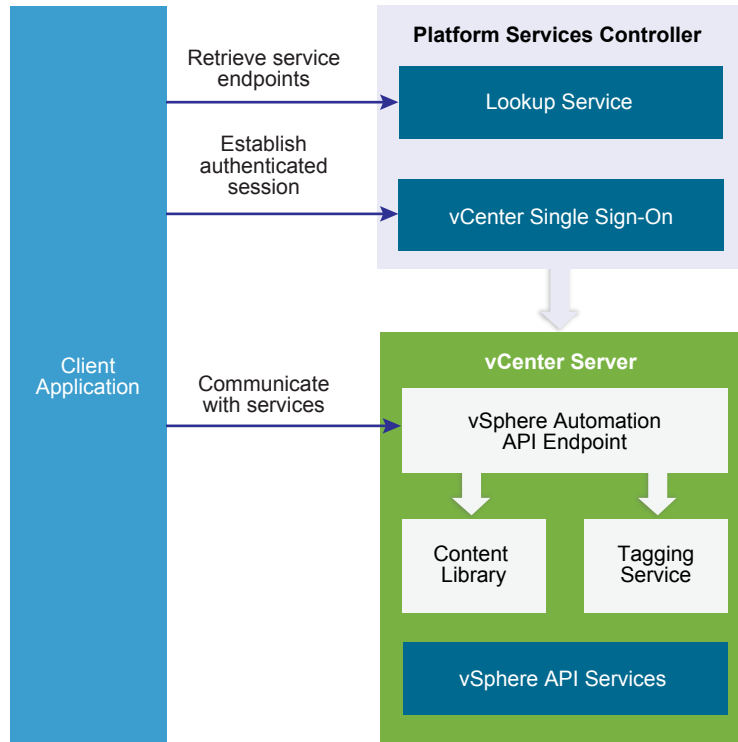 Platform Services Controller
Retrieve service
endpoints
Lookup Service
Establish
authenticated
session
vCenter Single Sign-On
Client
Application
vCenter Server
Communicate
with services
vSphere Automation
API Endpoint
Content
Library
Tagging
Service
vSphere API Services